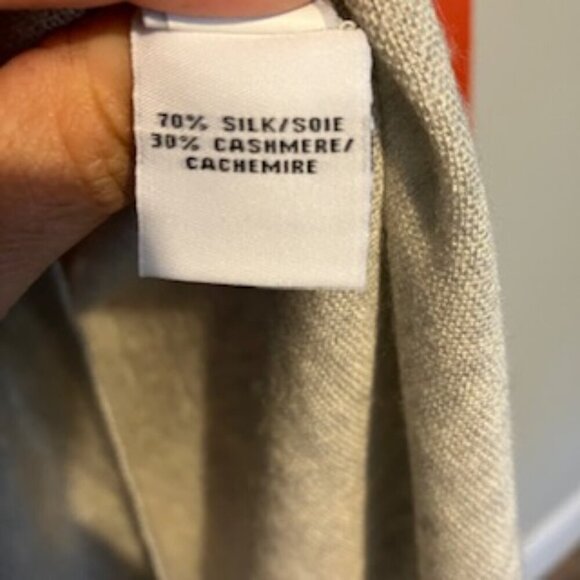 70% SILK/SOIE
30% CASHMERE/
CACHEMIRE